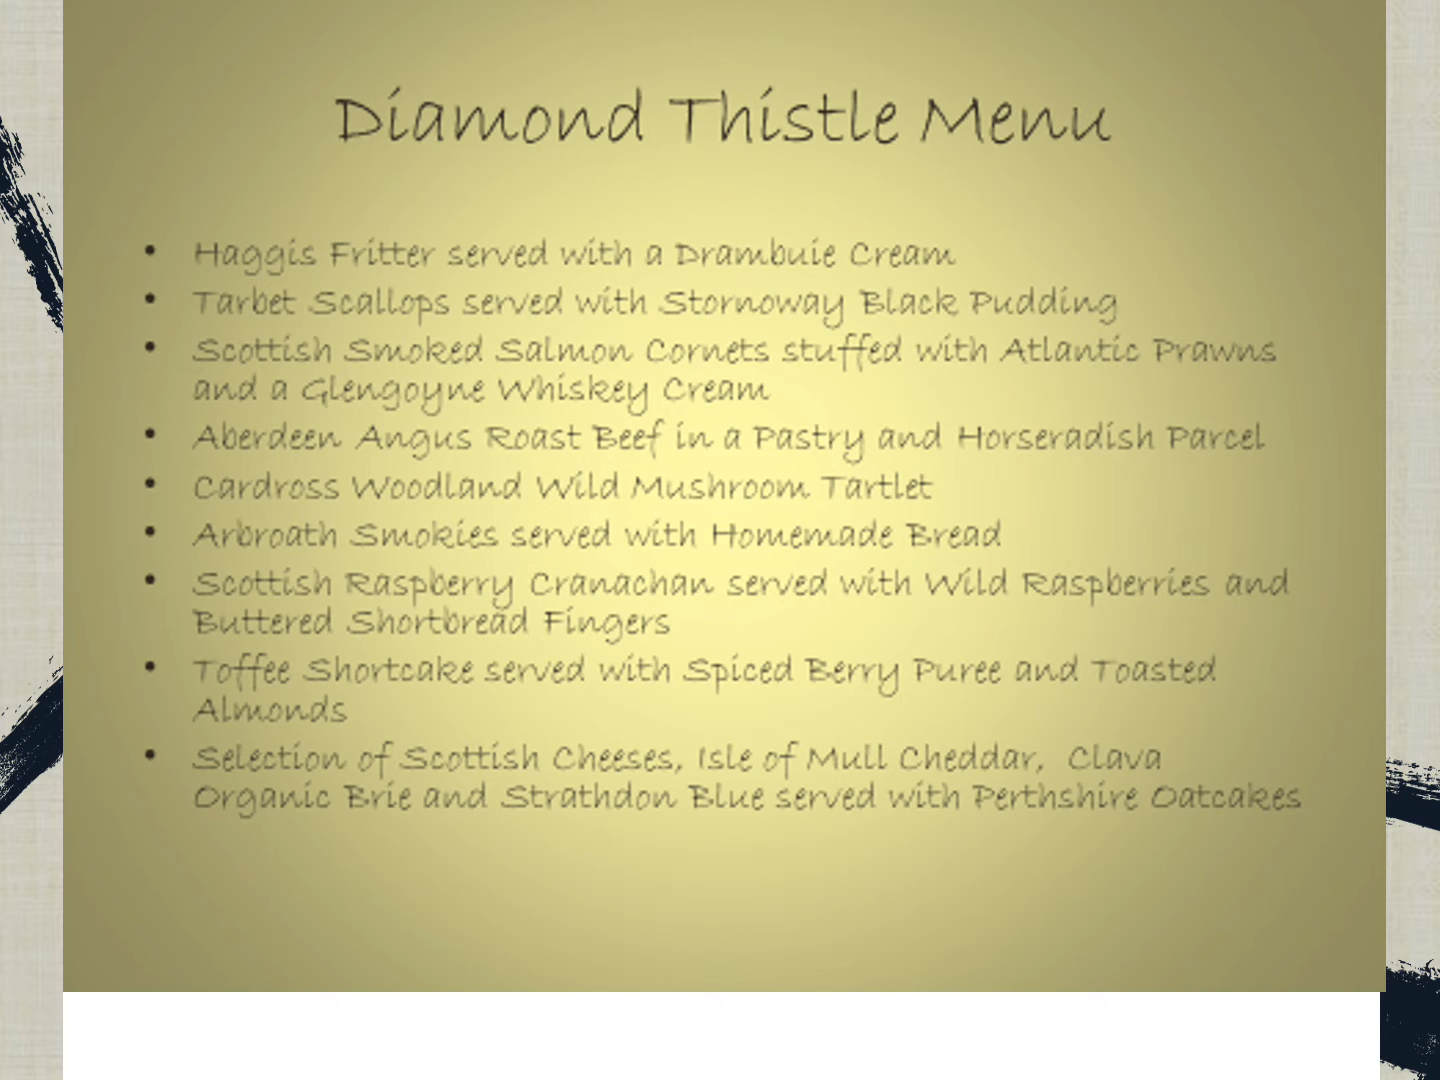 Diamond Thistle Menu
• Haggis Fritter served with a Drambuie Cream
• Tarbet Scallops served with Stornoway Black Pudding
• Scottish Smoked Salmon Cornets stuffed with Atlantic Prawns
and a Glengoyne Whiskey Cream
• Aberdeen Angus Roast Beef in a Pastry and Horseradish Parcel
• Cardross Woodland Wild Mushroom Tartlet
• Arbroath Smokies served with Homemade Bread
• Scottish Raspberry Cranachan served with Wild Raspberries and
Buttered Shortbread Fingers
• Toffee Shortcake served with Spiced Berry Puree and Toasted
Almonds
• Selection of Scottish Cheeses, Isle of Mull Cheddar,  Clava
Organic Brie and Strathdon Blue served with Perthshire Oatcakes